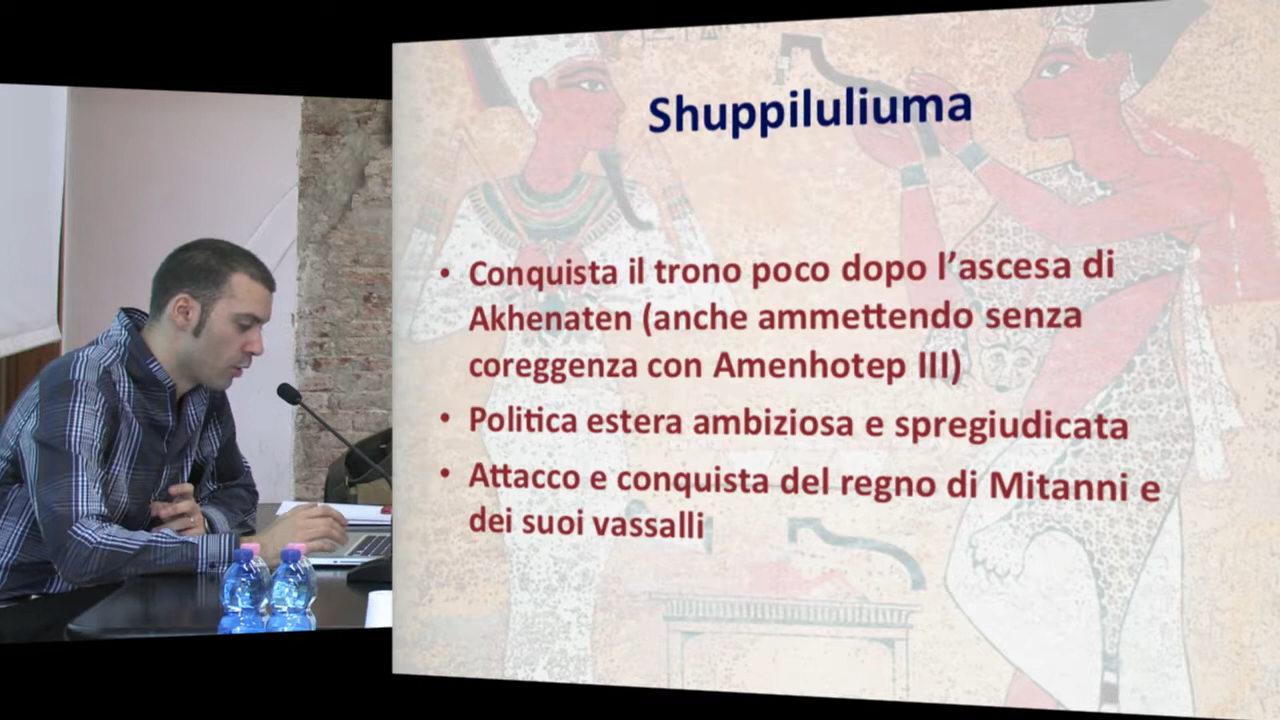 Shuppiluliuma
• Conquista il trono poco dopo l’ascesa di
Akhenaten (anche ammettendo senza
coreggenza con Amenhotep III)
• Politica estera ambiziosa e spregiudicata
• Attacco e conquista del regno di Mitanni e
dei suoi vassalli